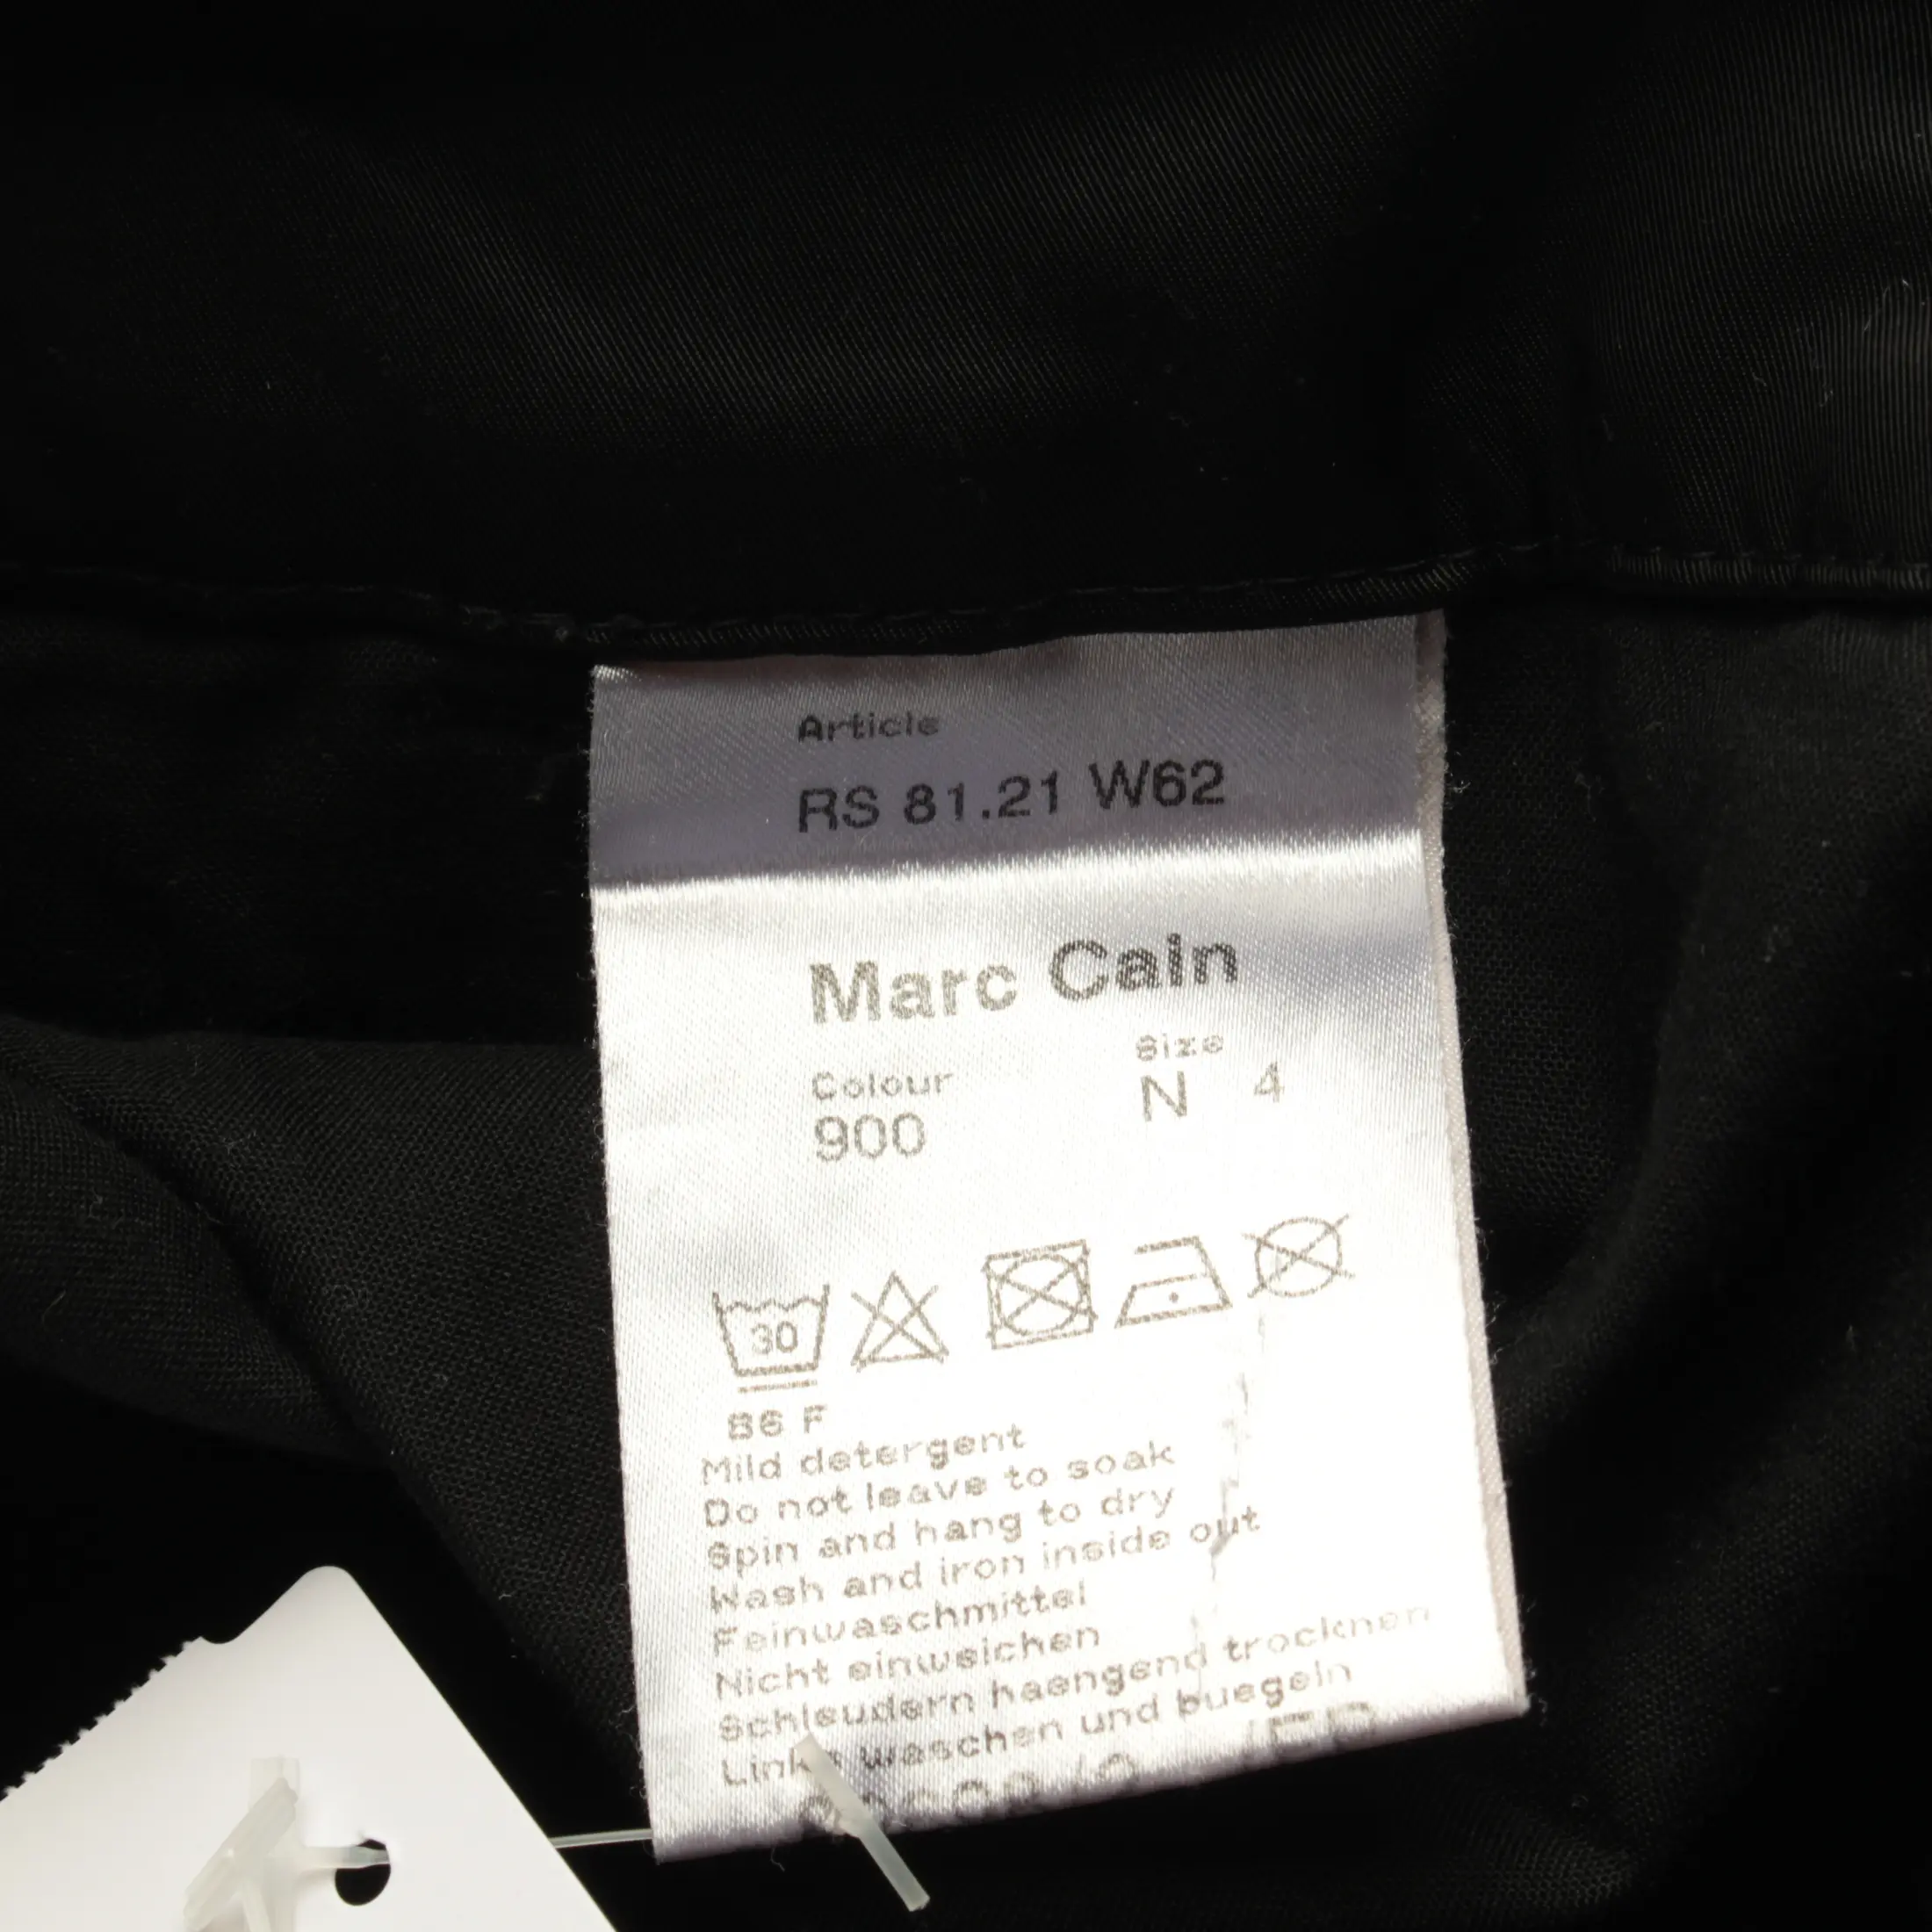 Article
RS 81.21 W62
Marc Cain
Colour
Size
900
N 4
30
86 F
Mild detergent
Do not leave to soak
Spin and hang to dry
Wash and iron inside out
Feinwaschmittel
Nicht einweichen
Schleudern haengend trocknen
Links waschen und buegeln